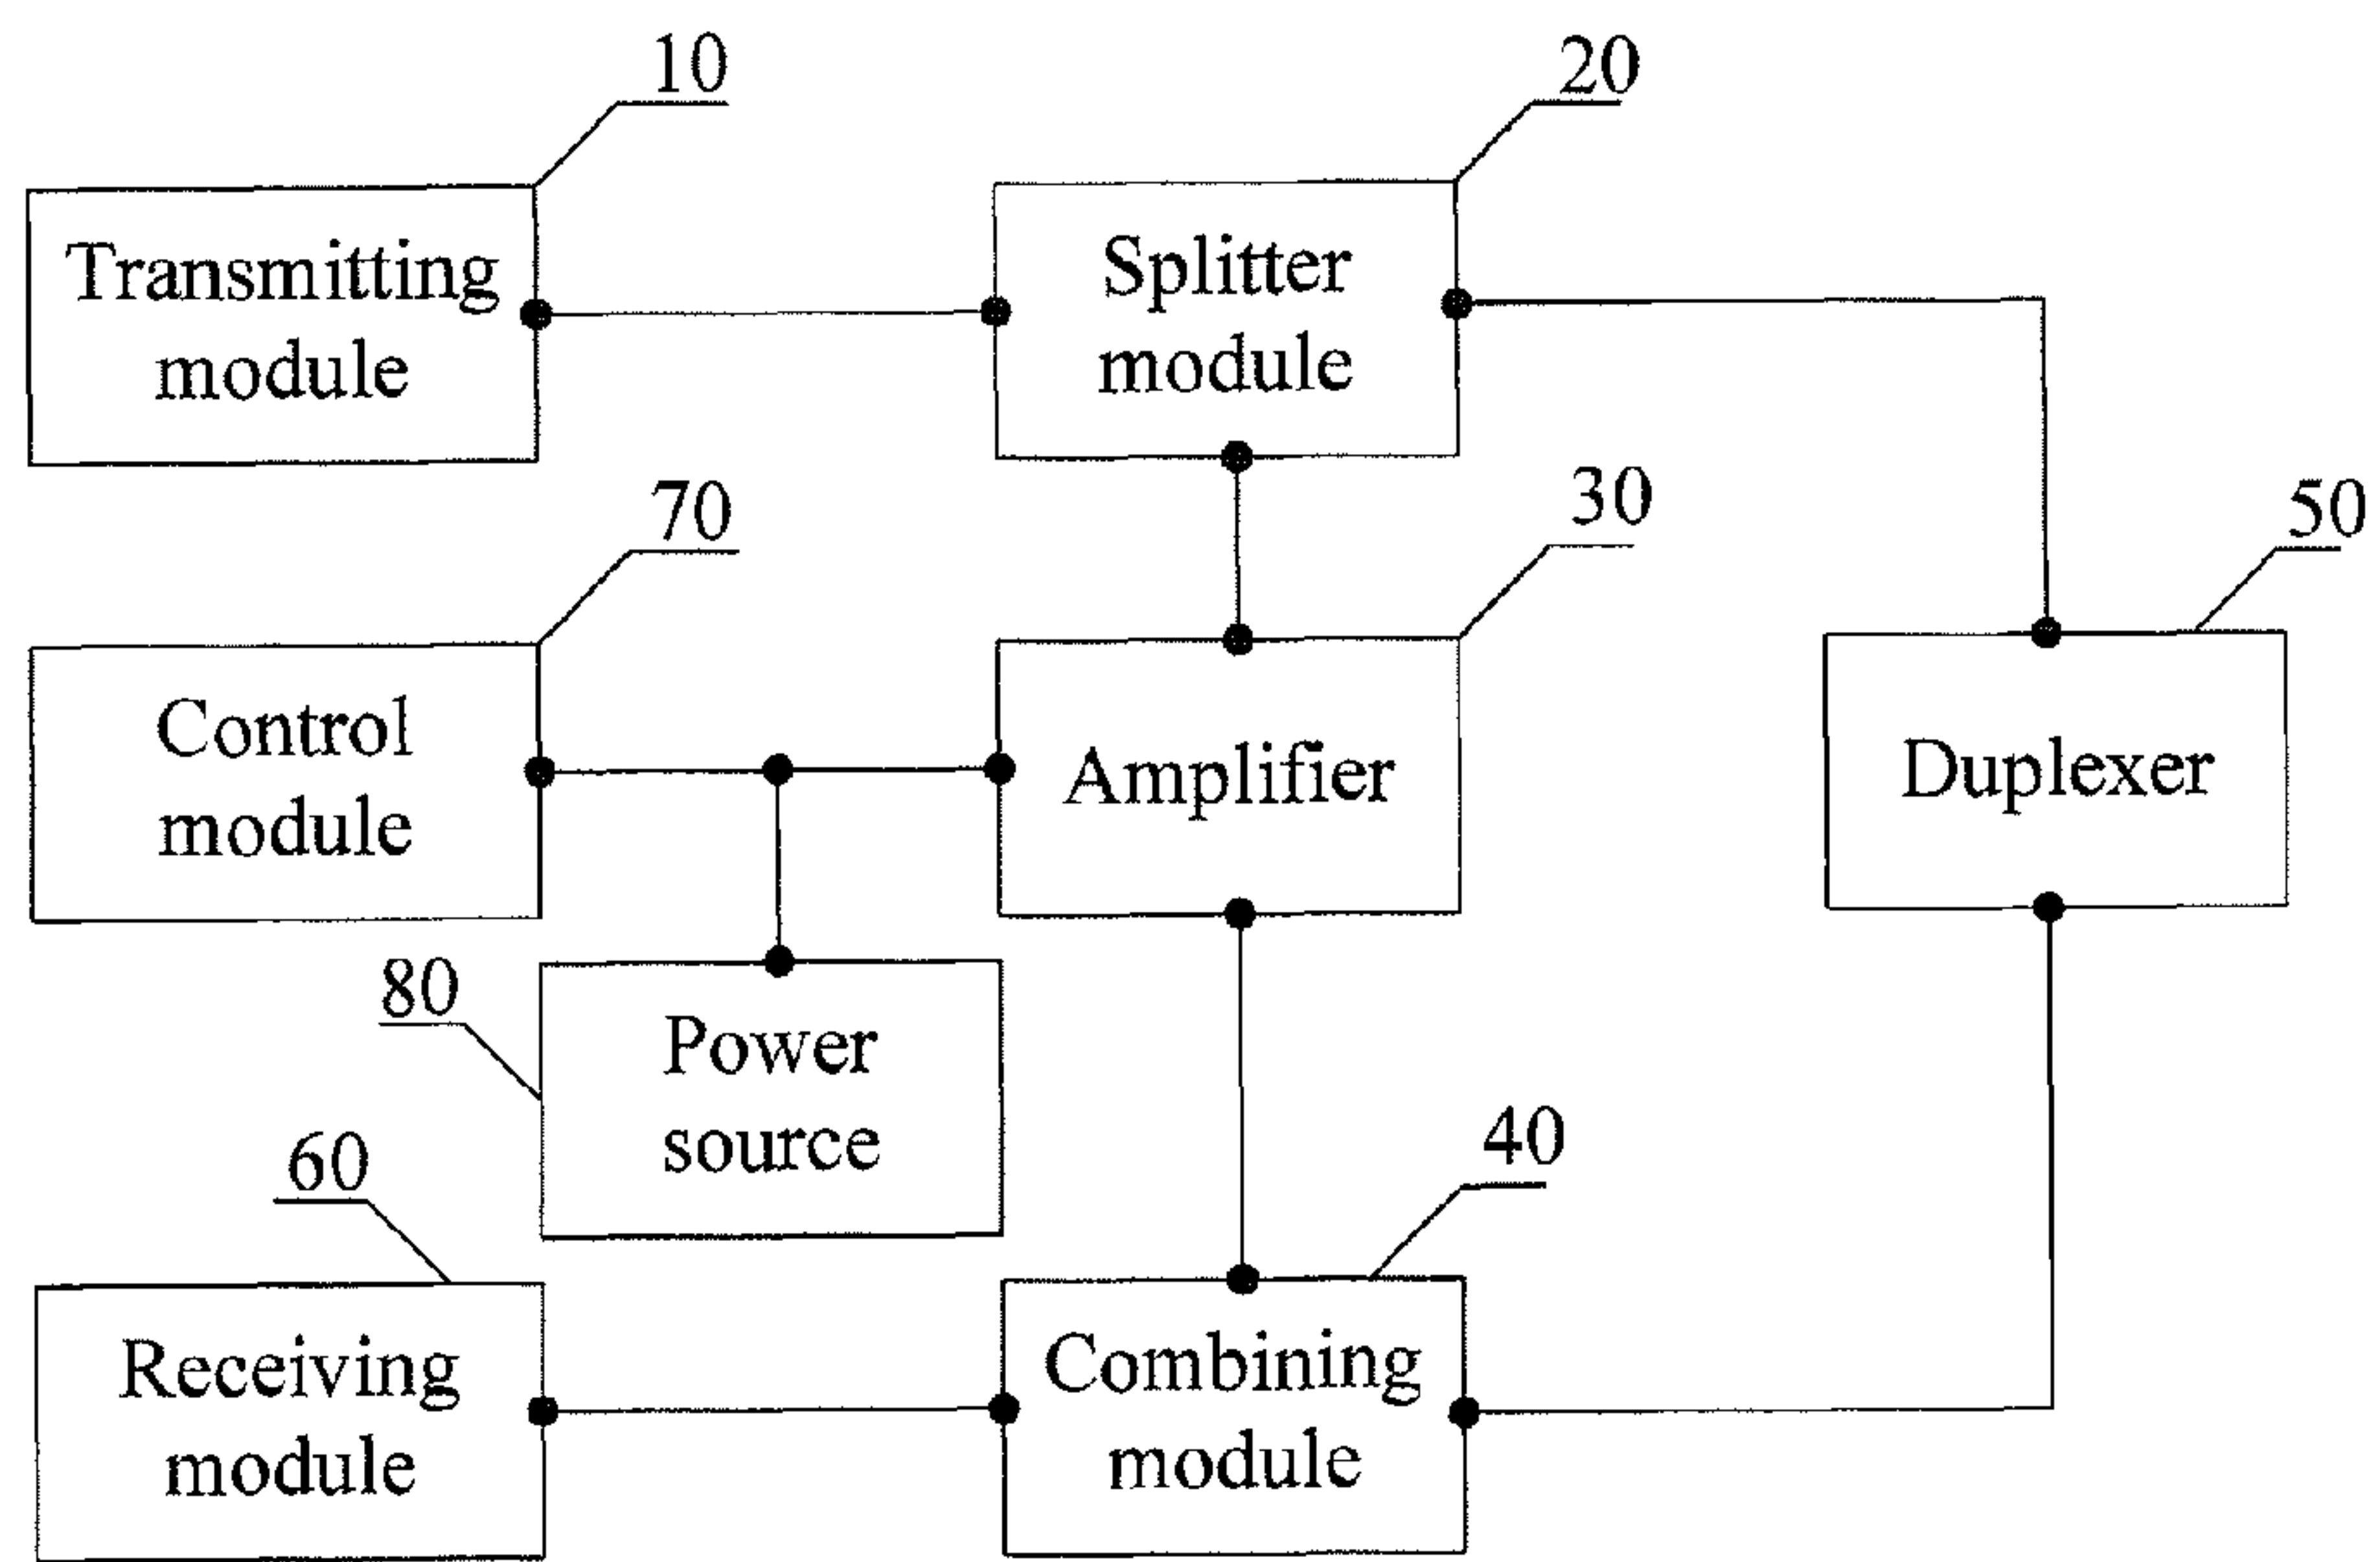 10
20
Transmitting
module
Splitter
module
70
30
50
Control
module
Amplifier
Duplexer
80
Power
source
60
40
Receiving
module
Combining
module